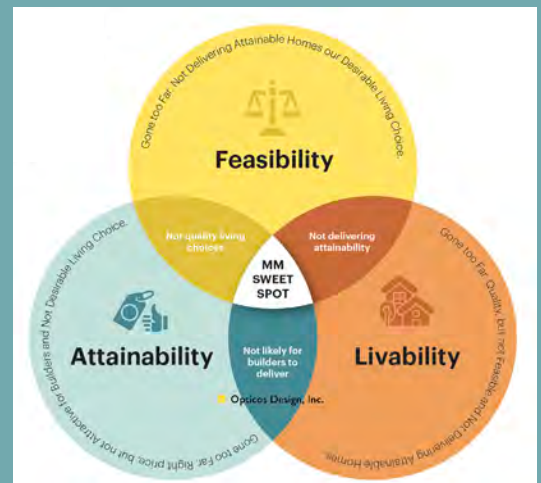 Gone too Far: Not Delivering Attainable Homes our Desirable Living Choice.
Feasibility
Not quality living
choices
Not delivering
attainability
MM
SWEET
SPOT
Gone too Far Right price, but not Attractive for Builders and Not Desirable Living Choice.
Attainability
Not likely for
builders to
deliver
Gone too Far: Quality, but not Feasible and Not Delivering Attainable Homes.
Livability
Opticos Design, Inc.